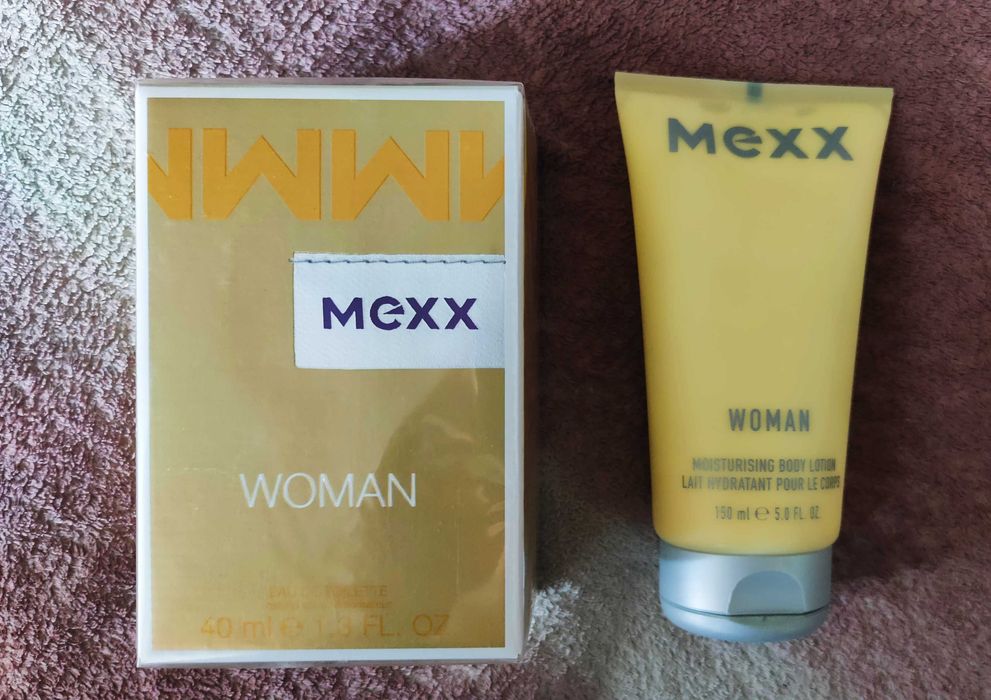 Mexx
WOMAN
EAU DE TOILETTE
40 ml e 1.3 FL. OZ
Mexx
WOMAN
MOISTURISING BODY LOTION
LAIT HYDRATANT POUR LE CORPS
150 ml e 5.0 FL. OZ.